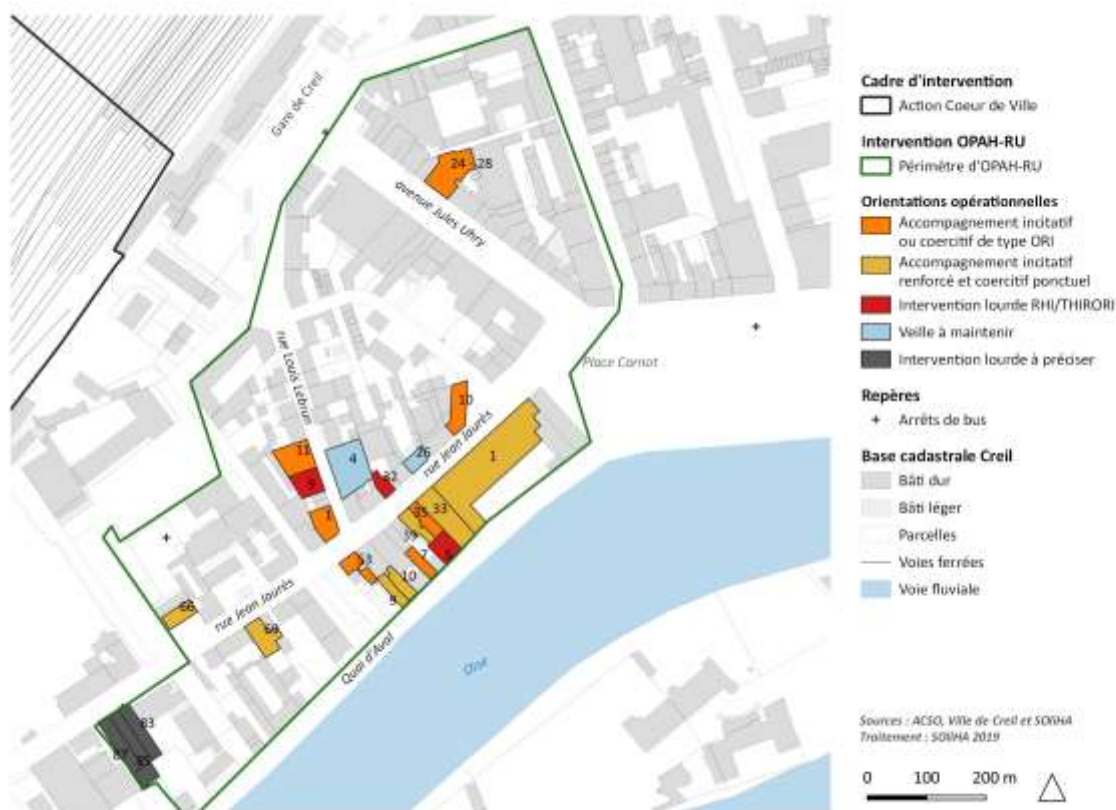 Gare de Creil
24
28
avenue Jules Uhry
Place Carnot
rue Louis Lebrun
10
rue Jean Jaurès
11
9
4
26
32
1
1
35
33
39
7
10
9
rue Jean Jaurès
66
69
Quai d'Aval
Oise
83
85
87
Cadre d'intervention
Action Coeur de Ville
Intervention OPAH-RU
Périmètre d'OPAH-RU
Orientations opérationnelles
Accompagnement incitatif
ou coercitif de type ORI
Accompagnement incitatif
renforcé et coercitif ponctuel
Intervention lourde RHI/THIRORI
Veille à maintenir
Intervention lourde à préciser
Repères
Arrêts de bus
Base cadastrale Creil
Bâti dur
Bâti léger
Parcelles
Voies ferrées
Voie fluviale
Sources : ACSO, Ville de Creil et SOliHA
Traitement : SOliHA 2019
0 100 200 m